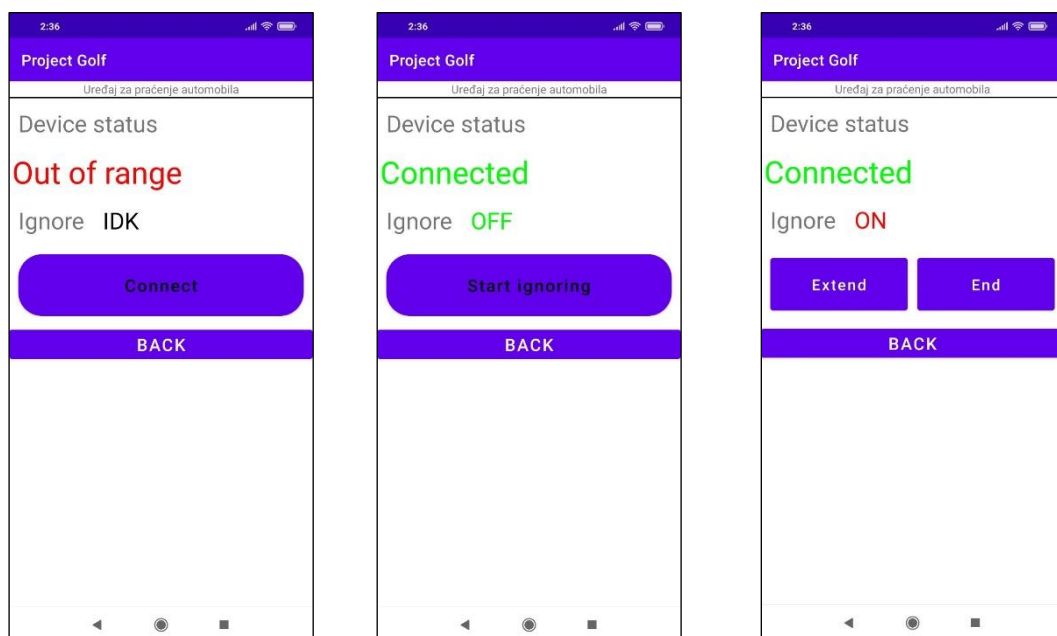 2:36
Project Golf
Uređaj za praćenje automobila
Device status
Out of range
Ignore IDK
Connect
BACK
2:36
Project Golf
Uređaj za praćenje automobila
Device status
Connected
Ignore OFF
Start ignoring
BACK
2:36
Project Golf
Uređaj za praćenje automobila
Device status
Connected
Ignore ON
Extend End
BACK